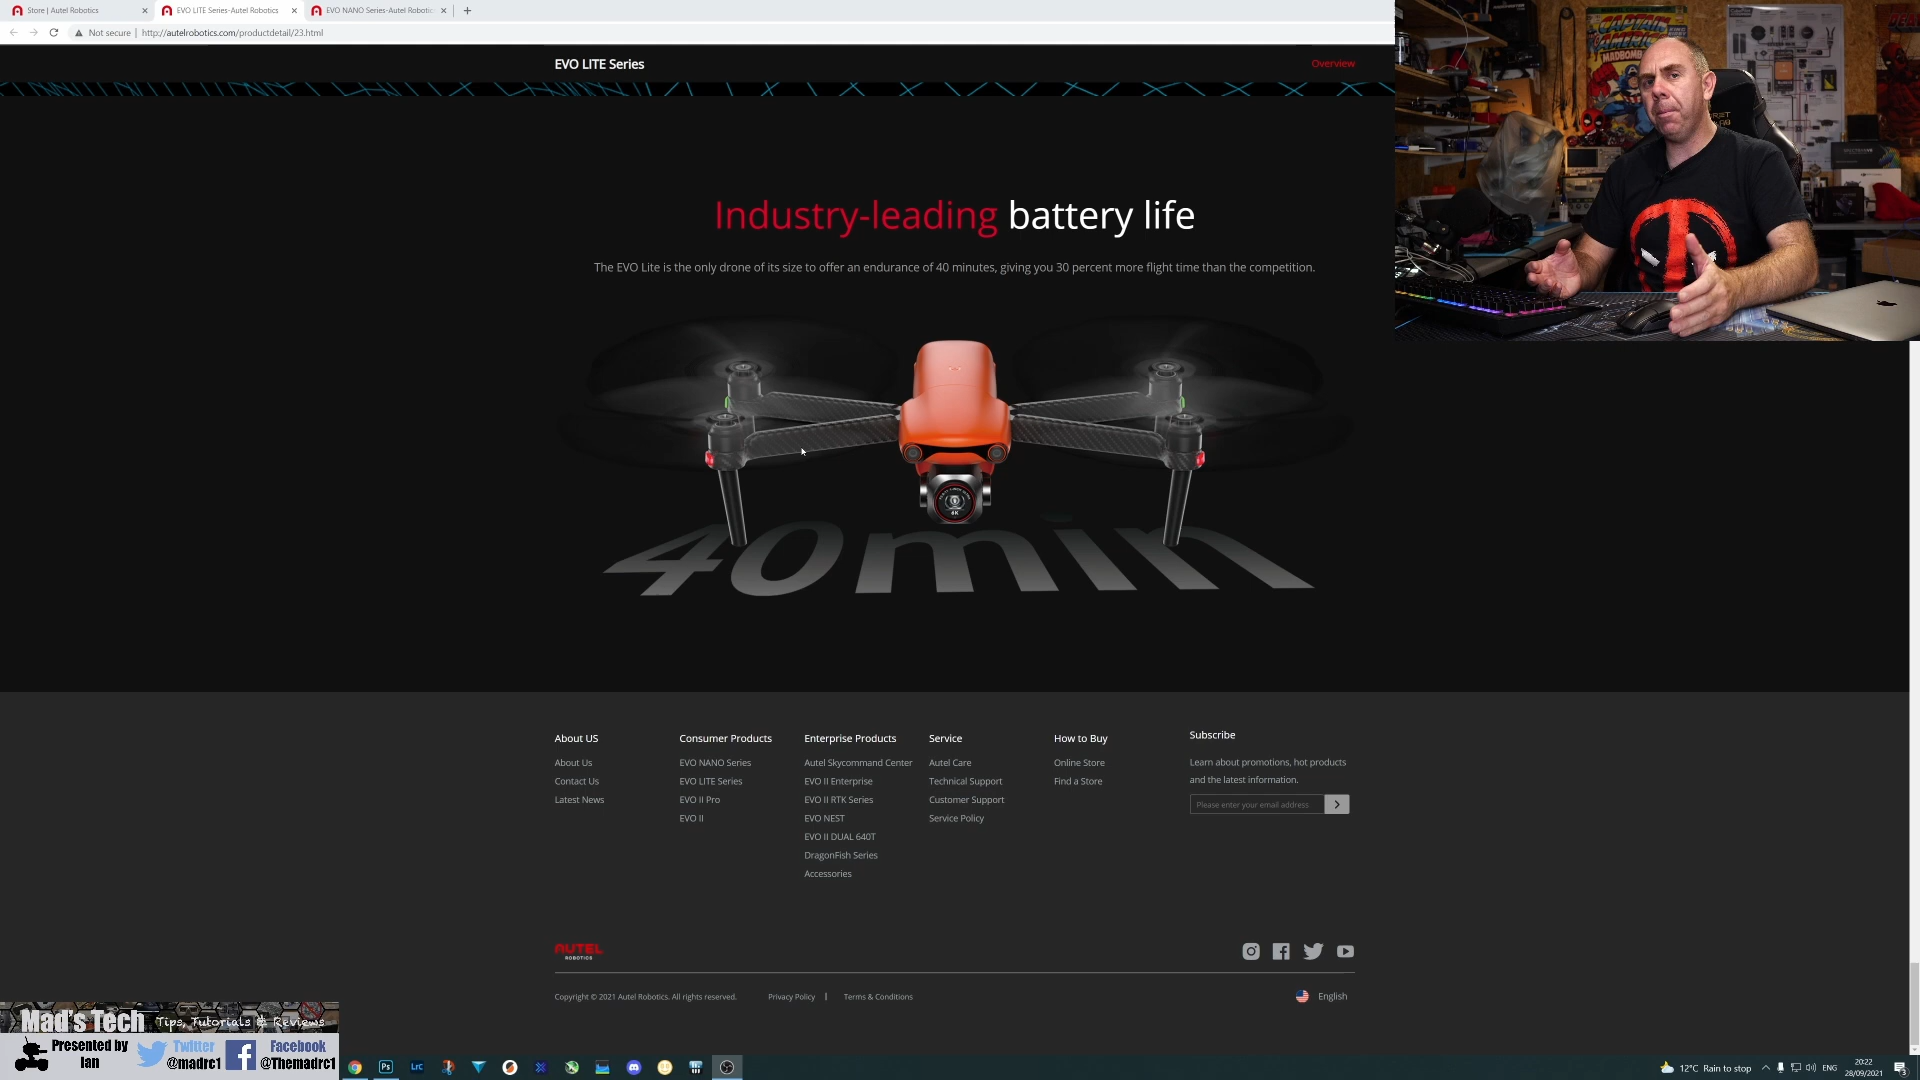 Store | Autel Robotics
EVO LITE Series-Autel Robotics
EVO NANO Series-Autel Robotic
Not secure | http://autelrobotics.com/productdetail/23.html
EVO LITE Series
Overview
Industry-leading battery life
The EVO Lite is the only drone of its size to offer an endurance of 40 minutes, giving you 30 percent more flight time than the competition.
40min
CAPTAIN
AMERICA
MADBOMB
About US
About Us
Contact Us
Latest News
Consumer Products
EVO NANO Series
EVO LITE Series
EVO II Pro
EVO II
Enterprise Products
Autel Skycommand Center
EVO II Enterprise
EVO II RTK Series
EVO NEST
EVO II DUAL 640T
DragonFish Series
Accessories
Service
Autel Care
Technical Support
Customer Support
Service Policy
How to Buy
Online Store
Find a Store
Subscribe
Learn about promotions, hot products
and the latest information.
Please enter your email address
AUTEL
ROBOTICS
Copyright © 2021 Autel Robotics. All rights reserved.
Privacy Policy |
Terms & Conditions
English
Mad's Tech Tips, Tutorials & Reviews
Presented by
Ian
Twitter
@madrc1
Facebook
@Themadrc1
Ps
LrC
12°C Rain to stop
ENG
20:22
28/09/2021
3